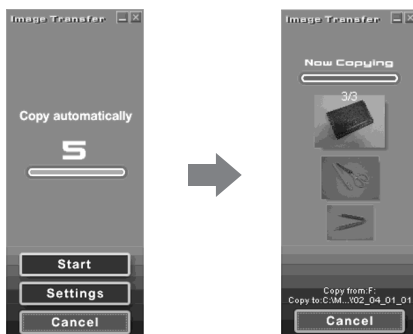 Image Transfer
Copy automatically
5
Start
Settings
Cancel
Image Transfer
Now Copying
3/3
Copy from:F:
Copy to:C:\M...\02_04_01_01
Cancel